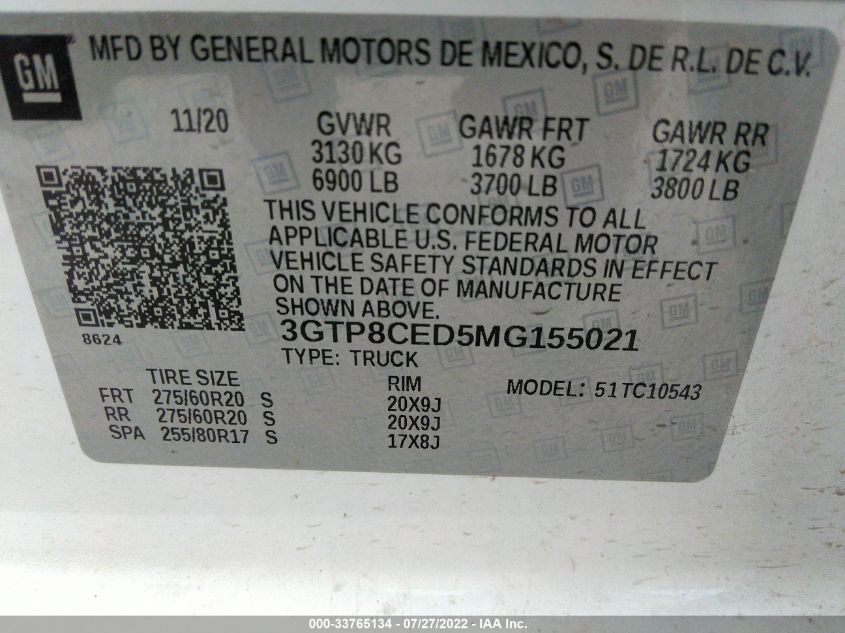 GM MFD BY GENERAL MOTORS DE MEXICO, S. DE R.L. DE C.V.
11/20 GVWR GAWR FRT GAWR RR
3130 KG 1678 KG 1724 KG
6900 LB 3700 LB 3800 LB
THIS VEHICLE CONFORMS TO ALL
APPLICABLE U.S. FEDERAL MOTOR
VEHICLE SAFETY STANDARDS IN EFFECT
ON THE DATE OF MANUFACTURE
SHOWN ABOVE.
8624
3GTP8CED5MG155021
TYPE: TRUCK
TIRE SIZE RIM MODEL: 51TC10543
FRT 275/60R20 S 20X9J
RR 275/60R20 S 20X9J
SPA 255/80R17 S 17X8J
000-33765134 - 07/27/2022 - IAA Inc.